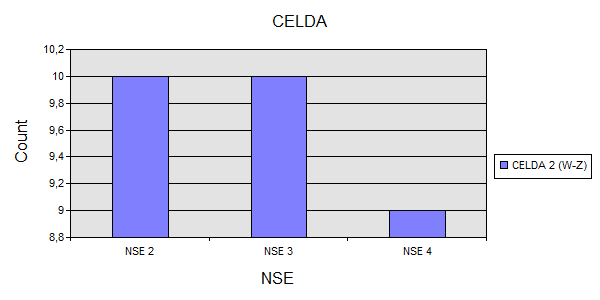 CELDA
10,2
10
9,8
9,6
9,4
9,2
9
8,8
Count
NSE 2
NSE 3
NSE 4
NSE
CELDA 2 (W-Z)